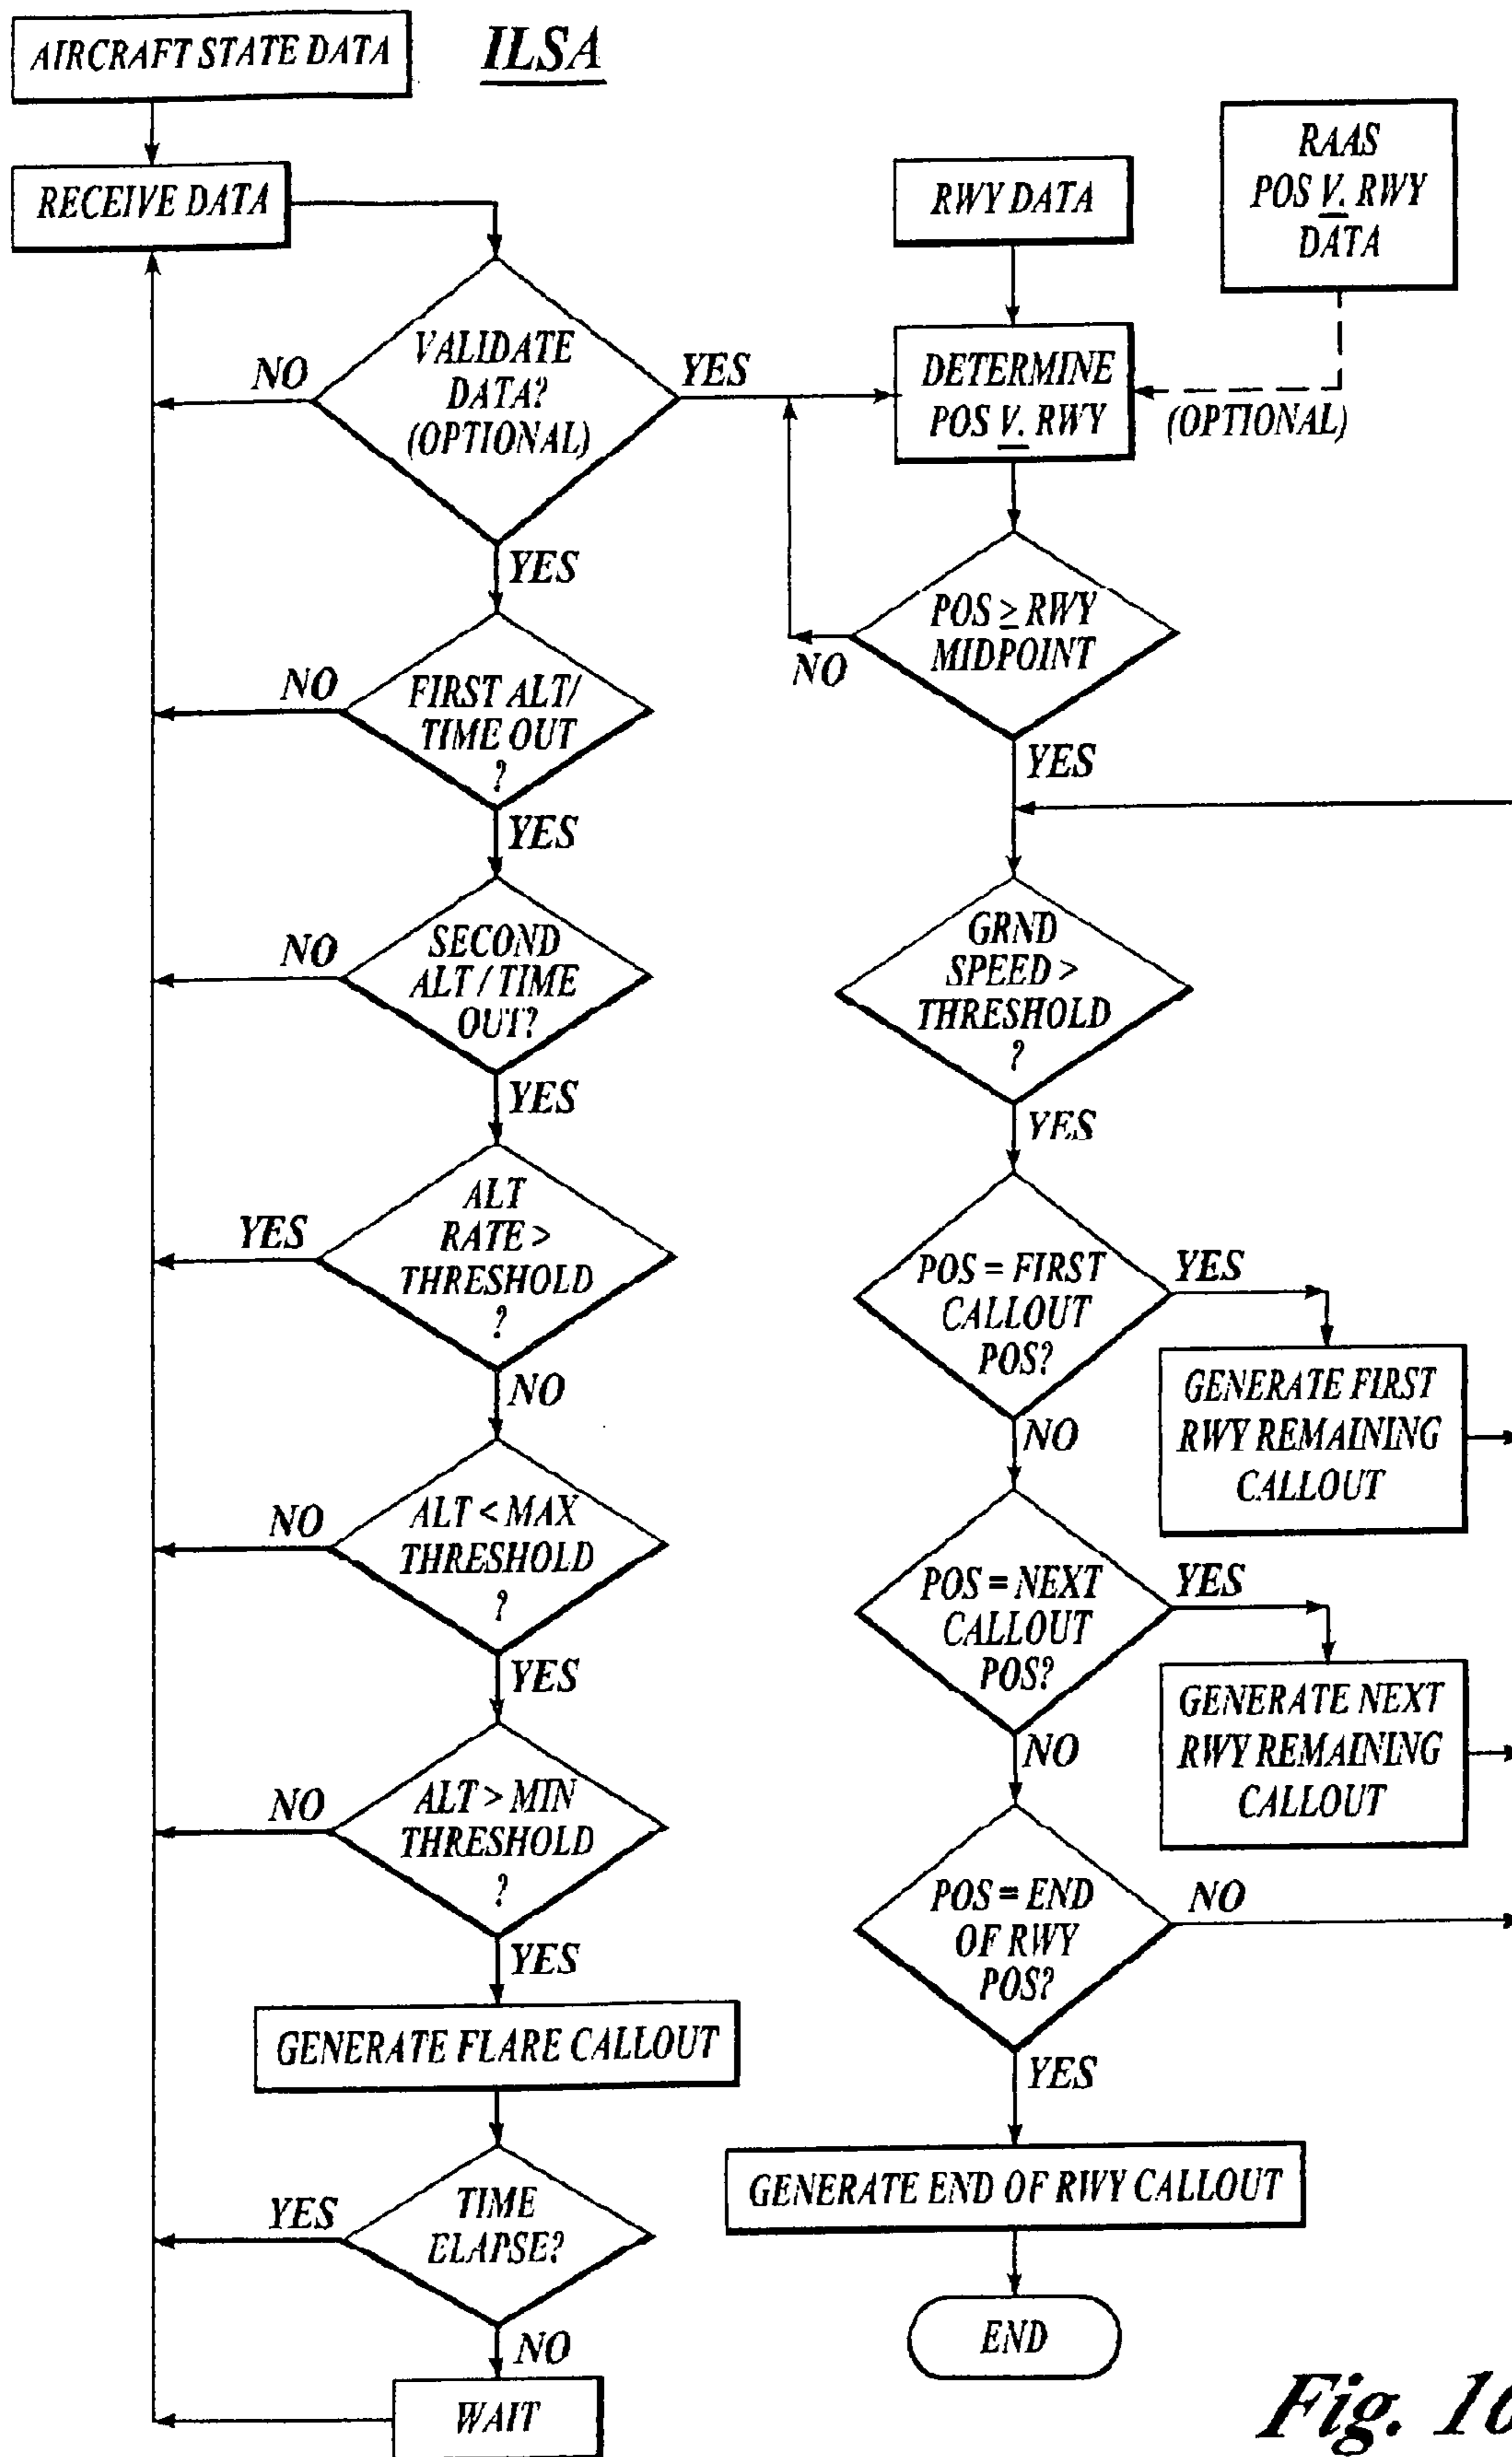 AIRCRAFT STATE DATA
ILSA
RECEIVE DATA
RWY DATA
RAAS
POS V. RWY
DATA
VALIDATE
DATA?
(OPTIONAL)
NO
YES
DETERMINE
POS V. RWY
(OPTIONAL)
YES
POS ≥ RWY
MIDPOINT
NO
YES
FIRST ALT/
TIME OUT
?
NO
YES
SECOND
ALT / TIME
OUT?
NO
YES
ALT
RATE >
THRESHOLD
?
YES
NO
ALT < MAX
THRESHOLD
?
NO
YES
ALT > MIN
THRESHOLD
?
NO
YES
GENERATE FLARE CALLOUT
TIME
ELAPSE?
YES
NO
WAIT
GRND
SPEED >
THRESHOLD
?
YES
POS = FIRST
CALLOUT
POS?
YES
GENERATE FIRST
RWY REMAINING
CALLOUT
NO
POS = NEXT
CALLOUT
POS?
YES
GENERATE NEXT
RWY REMAINING
CALLOUT
NO
POS = END
OF RWY
POS?
NO
YES
GENERATE END OF RWY CALLOUT
END
Fig.